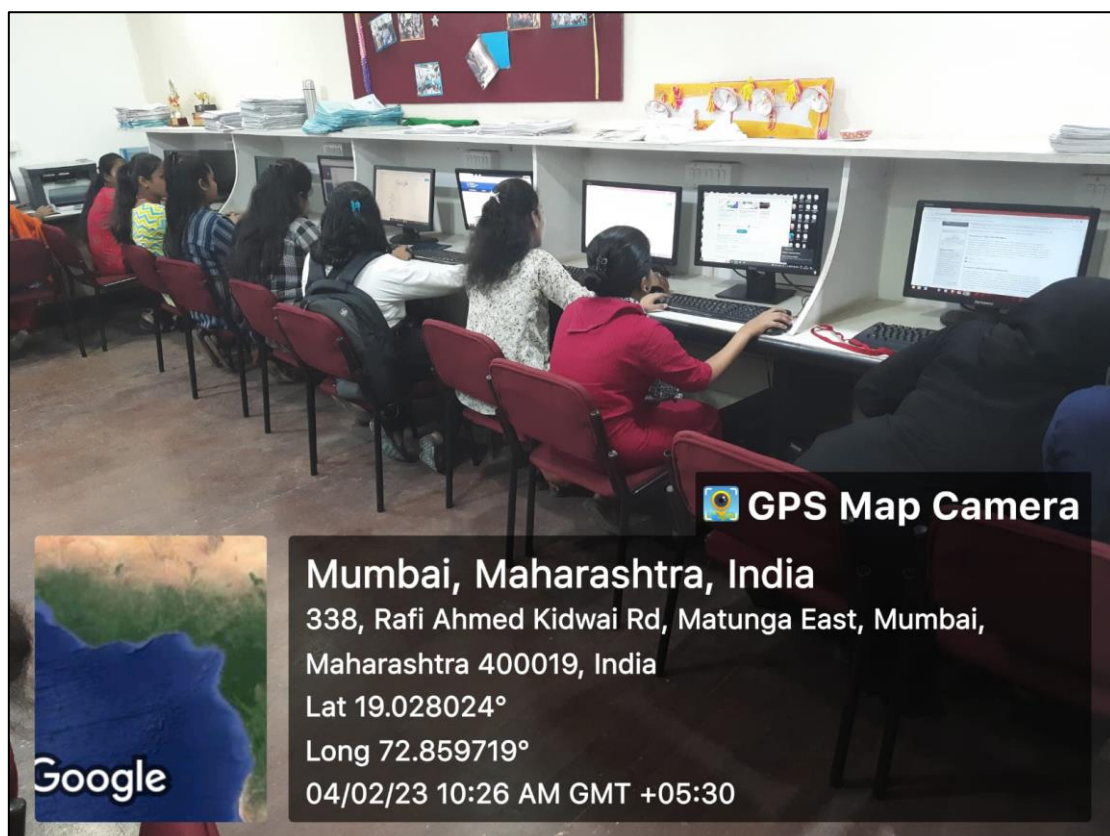 GPS Map Camera
Mumbai, Maharashtra, India
338, Rafi Ahmed Kidwai Rd, Matunga East, Mumbai,
Maharashtra 400019, India
Lat 19.028024°
Long 72.859719°
04/02/23 10:26 AM GMT +05:30
Google